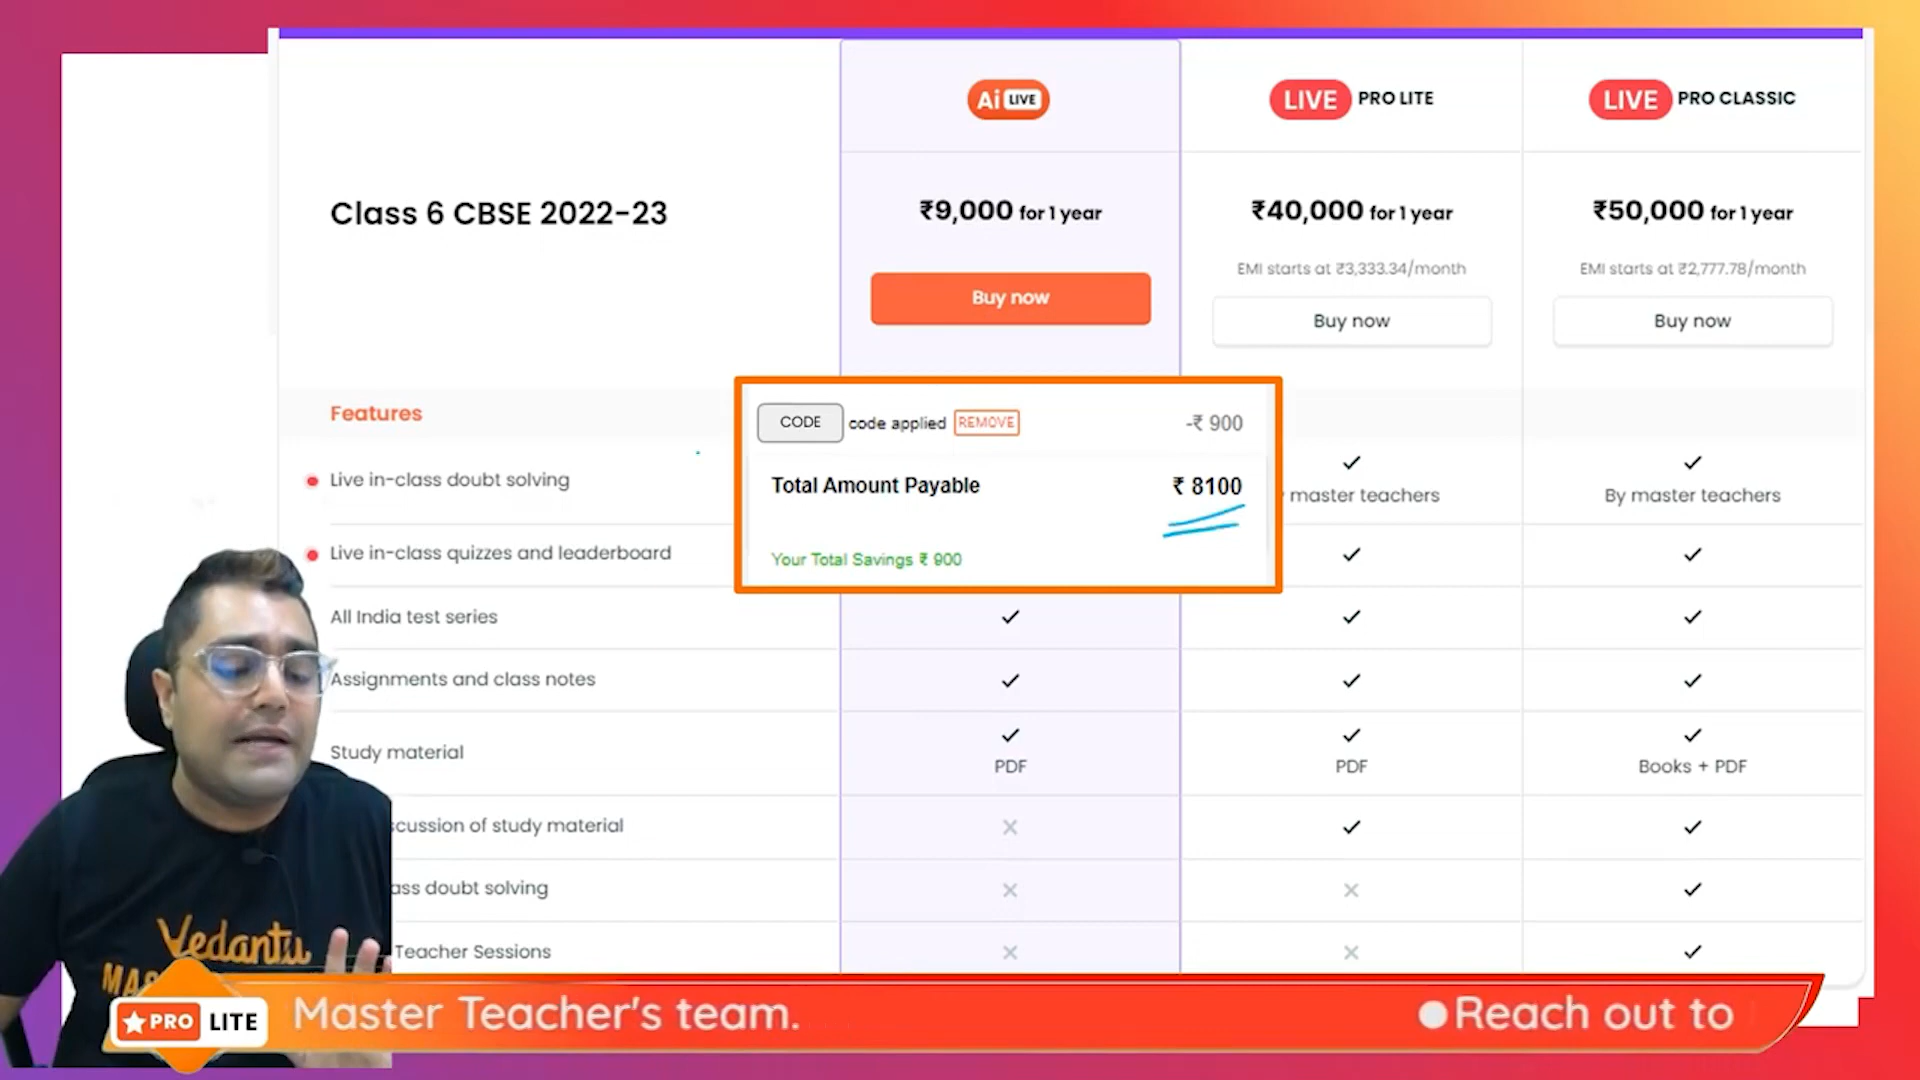 Ai LIVE
LIVE PRO LITE
LIVE PRO CLASSIC
Class 6 CBSE 2022-23
₹9,000 for 1 year
₹40,000 for 1 year
₹50,000 for 1 year
EMI starts at ₹3,333.34/month
EMI starts at ₹2,777.78/month
Buy now
Buy now
Buy now
Features
CODE code applied REMOVE -₹ 900
Total Amount Payable ₹ 8100
Your Total Savings ₹ 900
Live in-class doubt solving
master teachers
By master teachers
Live in-class quizzes and leaderboard
All India test series
Assignments and class notes
Study material
PDF
PDF
Books + PDF
of study material
doubt solving
Teacher Sessions
Vedantu
PRO LITE
Master Teacher's team.
Reach out to